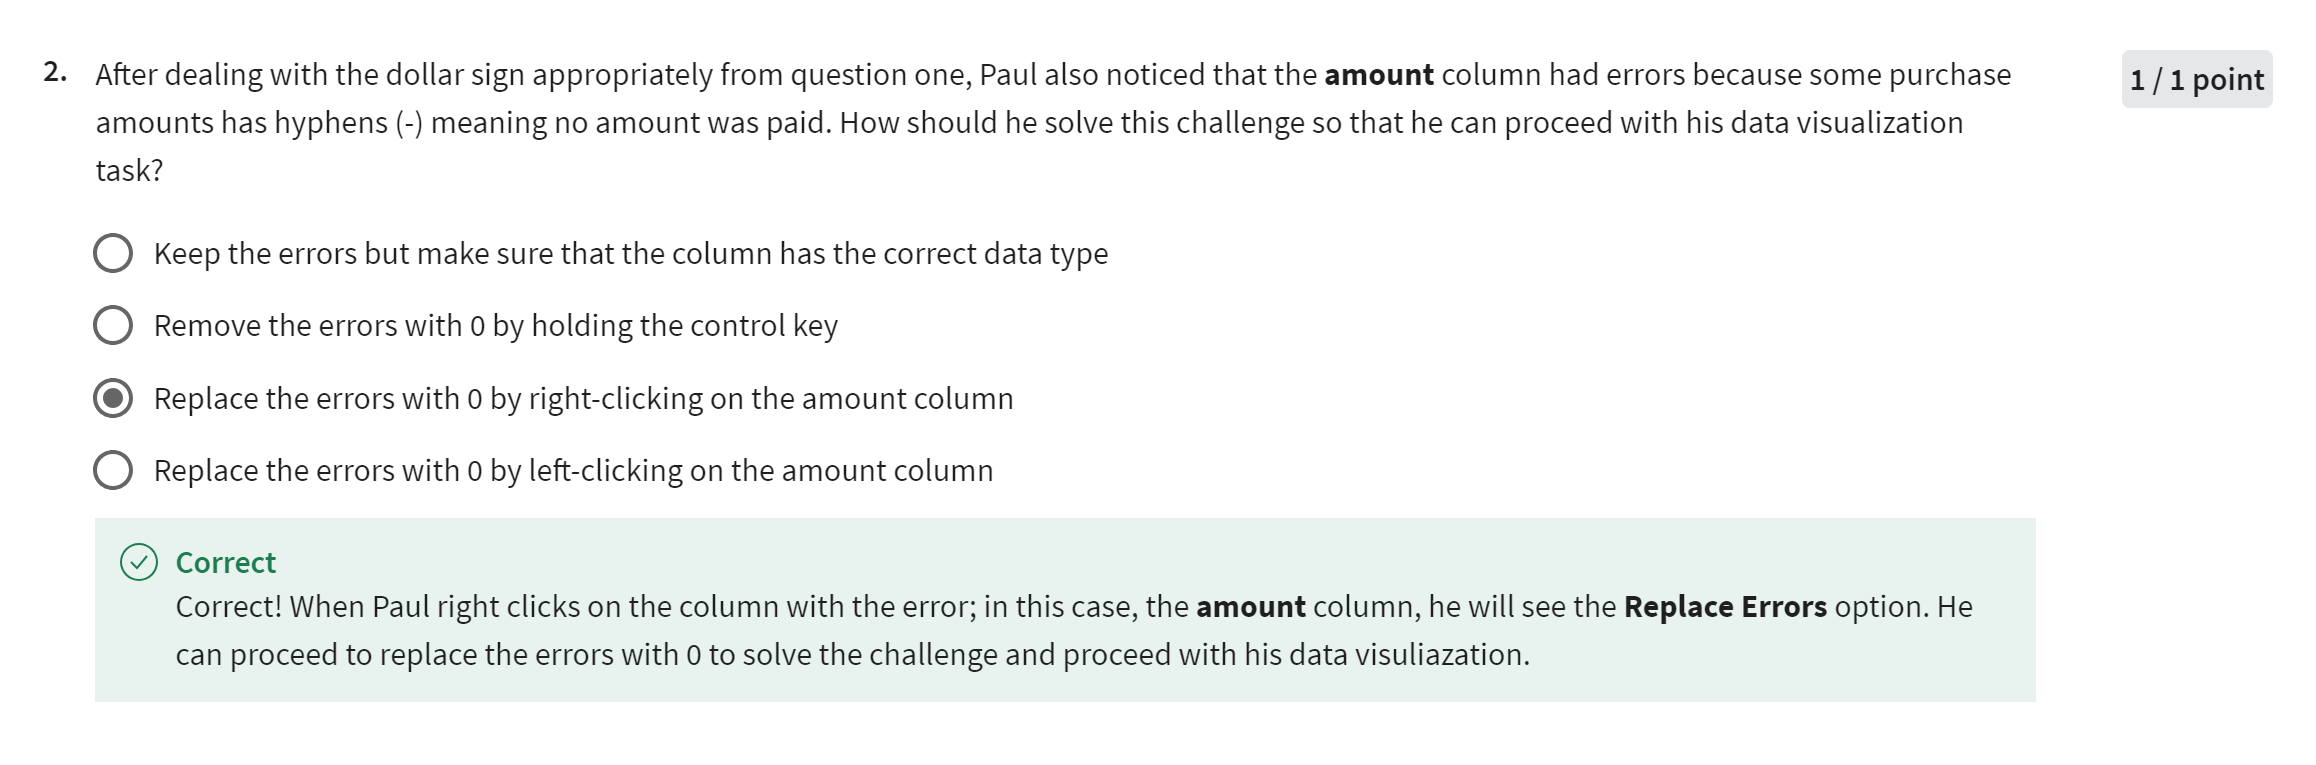 2. After dealing with the dollar sign appropriately from question one, Paul also noticed that the amount column had errors because some purchase
amounts has hyphens (-) meaning no amount was paid. How should he solve this challenge so that he can proceed with his data visualization
task?
1 / 1 point
Keep the errors but make sure that the column has the correct data type
Remove the errors with 0 by holding the control key
Replace the errors with 0 by right-clicking on the amount column
Replace the errors with 0 by left-clicking on the amount column
Correct
Correct! When Paul right clicks on the column with the error; in this case, the amount column, he will see the Replace Errors option. He
can proceed to replace the errors with 0 to solve the challenge and proceed with his data visuliazation.